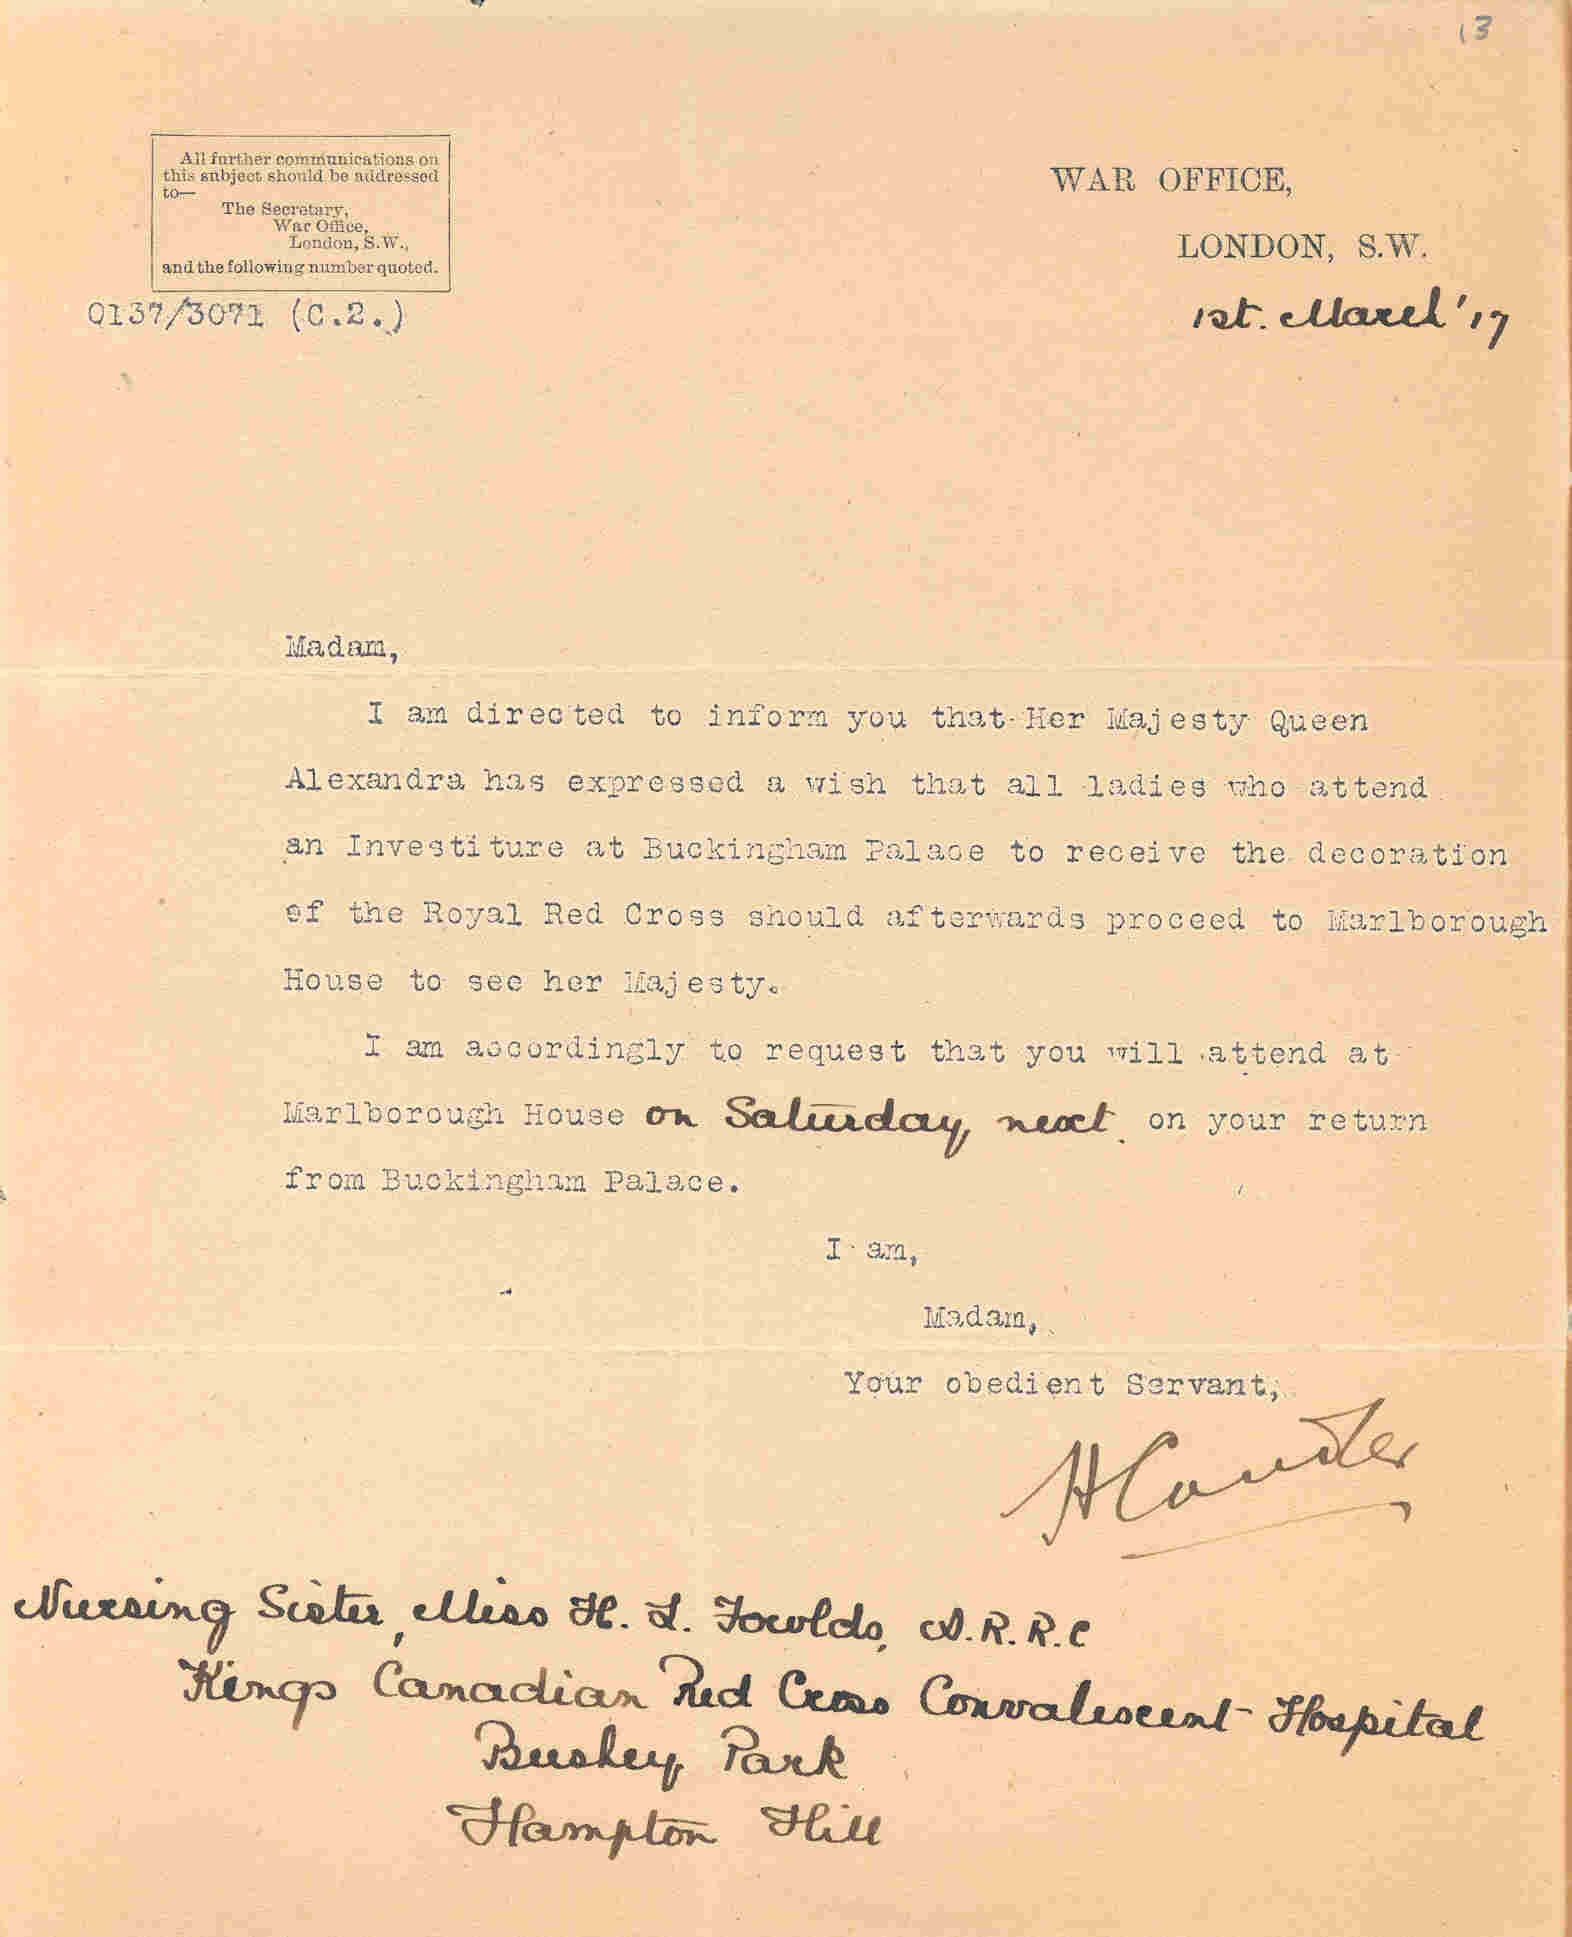 13
All further communications on
this subject should be addressed
to—
The Secretary,
War Office,
London, S.W.,
and the following number quoted.
0137/3071 (C.2.)
WAR OFFICE,
LONDON, S.W.
1st. March '17
Madam,
I am directed to inform you that Her Majesty Queen
Alexandra has expressed a wish that all ladies who attend
an Investiture at Buckingham Palace to receive the decoration
of the Royal Red Cross should afterwards proceed to Marlborough
House to see her Majesty.
I am accordingly to request that you will attend at
Marlborough House on Saturday next on your return
from Buckingham Palace.
I am,
Madam,
Your obedient Servant,
Nursing Sister, Miss H. L. Fowlds, A.R.R.C
Kings Canadian Red Cross Convalescent Hospital
Bushey Park
Hampton Hill